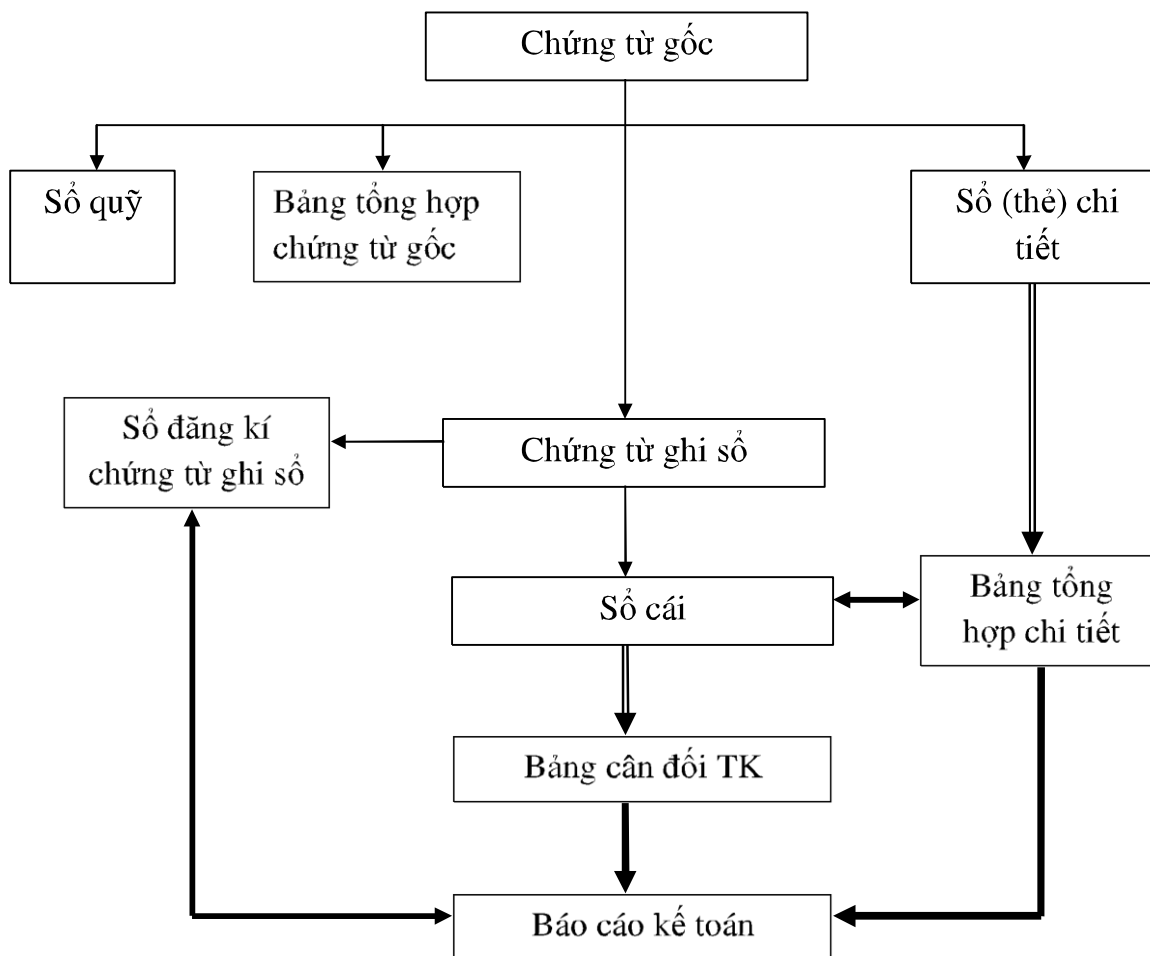 Chứng từ gốc
Sổ quỹ
Bảng tổng hợp
chứng từ gốc
Sổ (thẻ) chi
tiết
Sổ đăng kí
chứng từ ghi sổ
Chứng từ ghi sổ
Sổ cái
Bảng tổng
hợp chi tiết
Bảng cân đối TK
Báo cáo kế toán